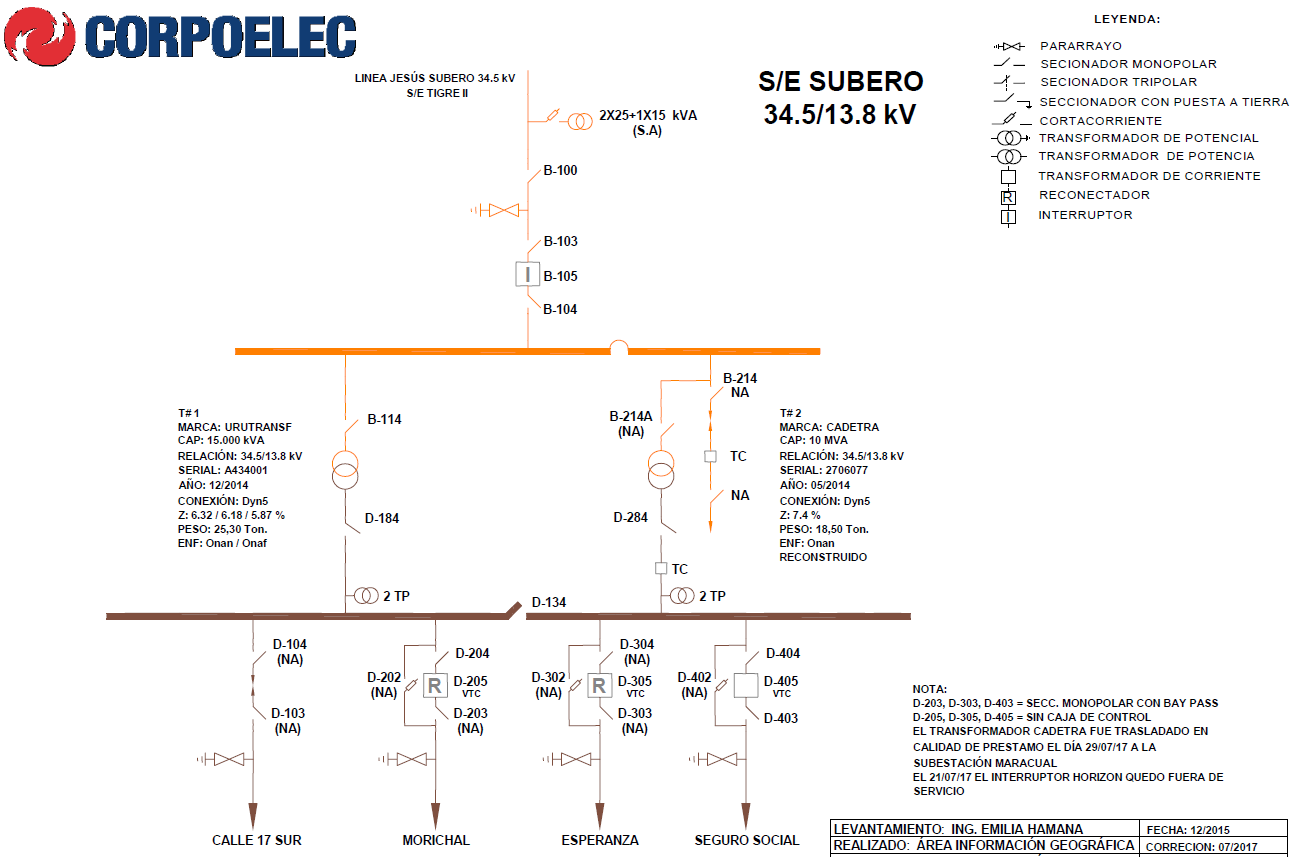 CORPOELEC
LINEA JESÚS SUBERO 34.5 kV
S/E TIGRE II
S/E SUBERO
34.5/13.8 kV
LEYENDA:
PARARRAYO
SECIONADOR MONOPOLAR
SECIONADOR TRIPOLAR
SECCIONADOR CON PUESTA A TIERRA
CORTACORRIENTE
TRANSFORMADOR DE POTENCIAL
TRANSFORMADOR DE POTENCIA
TRANSFORMADOR DE CORRIENTE
R RECONECTADOR
I INTERRUPTOR
2X25+1X15 kVA
(S.A)
B-100
B-103
I B-105
B-104
B-114
T# 1
MARCA: URUTRANSF
CAP: 15.000 kVA
RELACIÓN: 34.5/13.8 kV
SERIAL: A434001
AÑO: 12/2014
CONEXIÓN: Dyn5
Z: 6.32 / 6.18 / 5.87 %
PESO: 25,30 Ton.
ENF: Onan / Onaf
D-184
2 TP
B-214
NA
B-214A
(NA)
TC
NA
D-284
TC
2 TP
T# 2
MARCA: CADETRA
CAP: 10 MVA
RELACIÓN: 34.5/13.8 kV
SERIAL: 2706077
AÑO: 05/2014
CONEXIÓN: Dyn5
Z: 7.4 %
PESO: 18,50 Ton.
ENF: Onan
RECONSTRUIDO
D-134
D-104
(NA)
D-103
(NA)
CALLE 17 SUR
D-204
D-202
(NA)
R
D-205
VTC
D-203
(NA)
MORICHAL
D-304
(NA)
D-302
(NA)
R
D-305
VTC
D-303
(NA)
ESPERANZA
D-404
D-402
(NA)
D-405
VTC
D-403
SEGURO SOCIAL
NOTA:
D-203, D-303, D-403 = SECC. MONOPOLAR CON BAY PASS
D-205, D-305, D-405 = SIN CAJA DE CONTROL
EL TRANSFORMADOR CADETRA FUE TRASLADADO EN
CALIDAD DE PRESTAMO EL DÍA 29/07/17 A LA
SUBESTACIÓN MARACUAL
EL 21/07/17 EL INTERRUPTOR HORIZON QUEDO FUERA DE
SERVICIO
LEVANTAMIENTO: ING. EMILIA HAMANA FECHA: 12/2015
REALIZADO: ÁREA INFORMACIÓN GEOGRÁFICA CORRECION: 07/2017